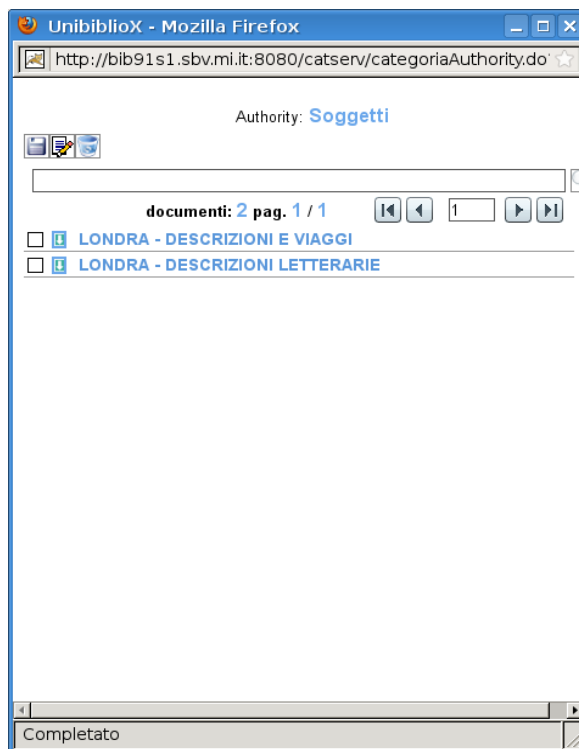 UnibiblioX - Mozilla Firefox
http://bib91s1.sbv.mi.it:8080/catserv/categoriaAuthority.do
Authority: Soggetti
documenti: 2 pag. 1 / 1
1
LONDRA - DESCRIZIONI E VIAGGI
LONDRA - DESCRIZIONI LETTERARIE
Completato